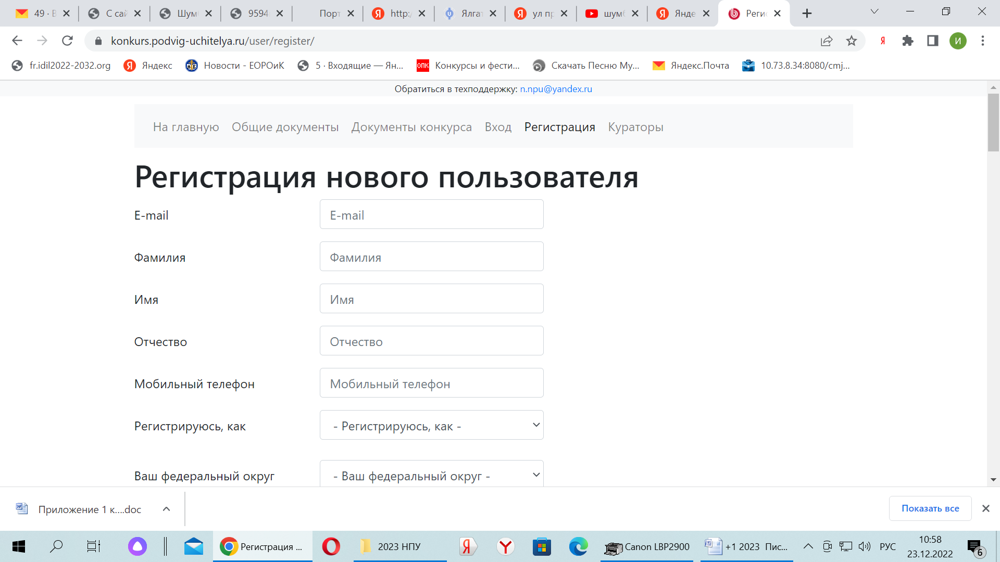 49 · В
С сай
Шум
9594
Порт
http:/
Ялгат
ул пр
шумб
Янде
Реги
konkurs.podvig-uchitelya.ru/user/register/
fr.idil2022-2032.org
Яндекс
Новости - ЕОРОиК
5 · Входящие — Ян...
Конкурсы и фести...
Скачать Песню Му...
Яндекс.Почта
10.73.8.34:8080/cmj...
Обратиться в техподдержку: n.npu@yandex.ru
На главную
Общие документы
Документы конкурса
Вход
Регистрация
Кураторы
Регистрация нового пользователя
E-mail
E-mail
Фамилия
Фамилия
Имя
Имя
Отчество
Отчество
Мобильный телефон
Мобильный телефон
Регистрируюсь, как
- Регистрируюсь, как -
Ваш федеральный округ
- Ваш федеральный округ -
Приложение 1 к....doc
Показать все
Регистрация ...
2023 НПУ
Canon LBP2900
+1 2023 Пис...
РУС
10:58
23.12.2022
6